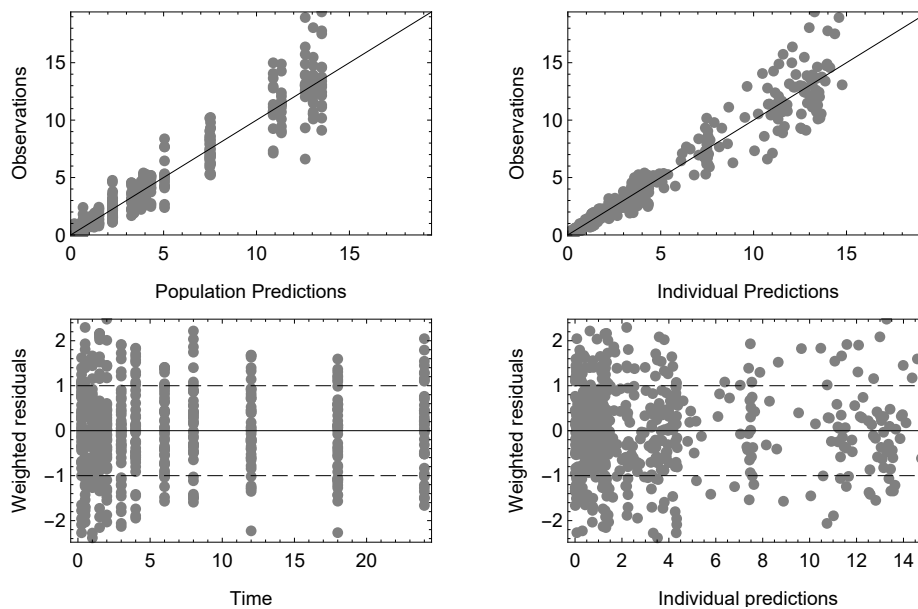 15
10
5
0
Observations
0 5 10 15
Population Predictions
15
10
5
0
Observations
0 5 10 15
Individual Predictions
2
1
0
−1
−2
Weighted residuals
0 5 10 15 20
Time
2
1
0
−1
−2
Weighted residuals
0 2 4 6 8 10 12 14
Individual predictions